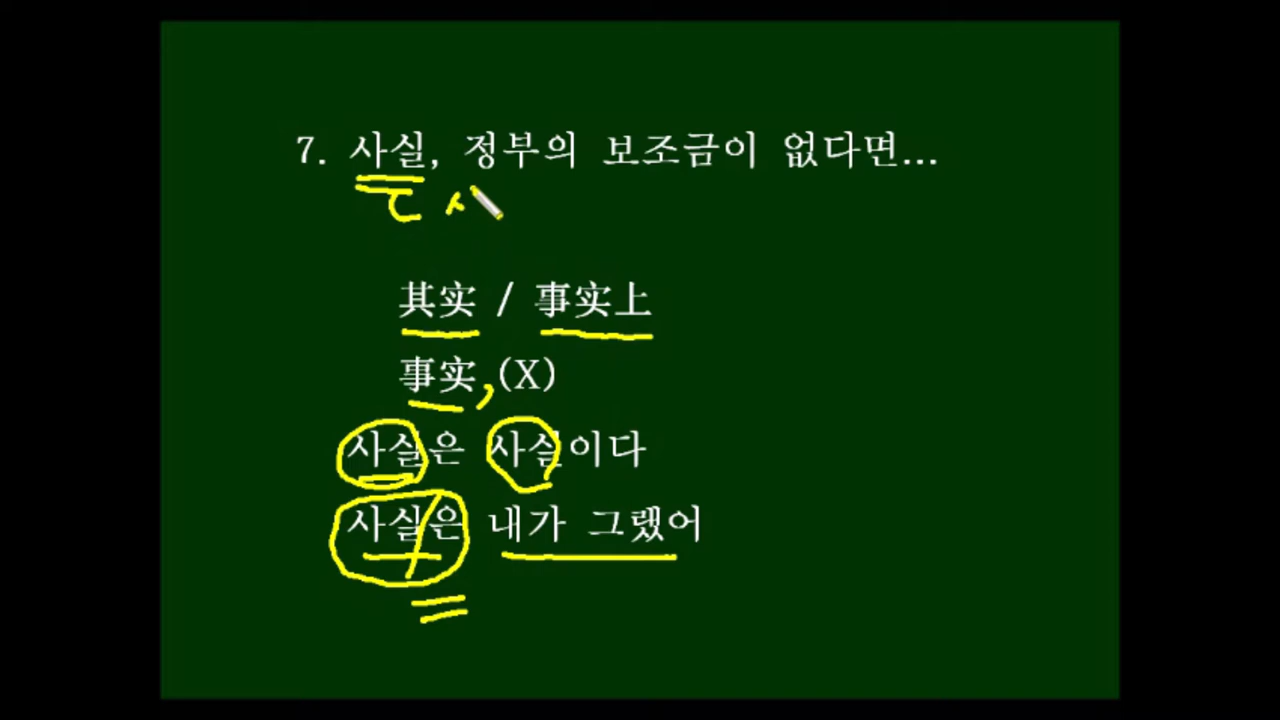 7. 사실, 정부의 보조금이 없다면...
其实 / 事实上
事实,(X)
사실은 사실이다
사실은 내가 그랬어